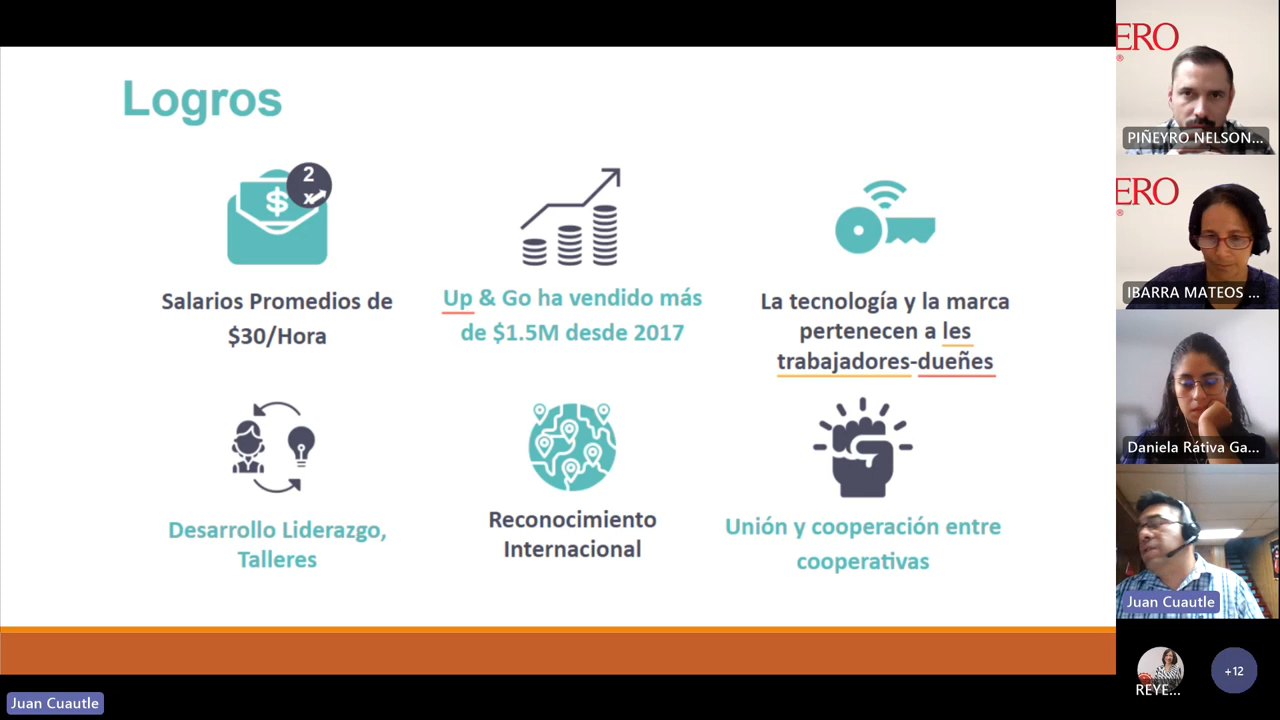 Logros
2
x
$
Salarios Promedios de
$30/Hora
Up & Go ha vendido más
de $1.5M desde 2017
La tecnología y la marca
pertenecen a les
trabajadores-dueñes
Desarrollo Liderazgo,
Talleres
Reconocimiento
Internacional
Unión y cooperación entre
cooperativas
Juan Cuautle
ERO
®
PIÑEYRO NELSON...
ERO
®
IBARRA MATEOS ...
Daniela Rátiva Ga...
Juan Cuautle
REYE...
+12